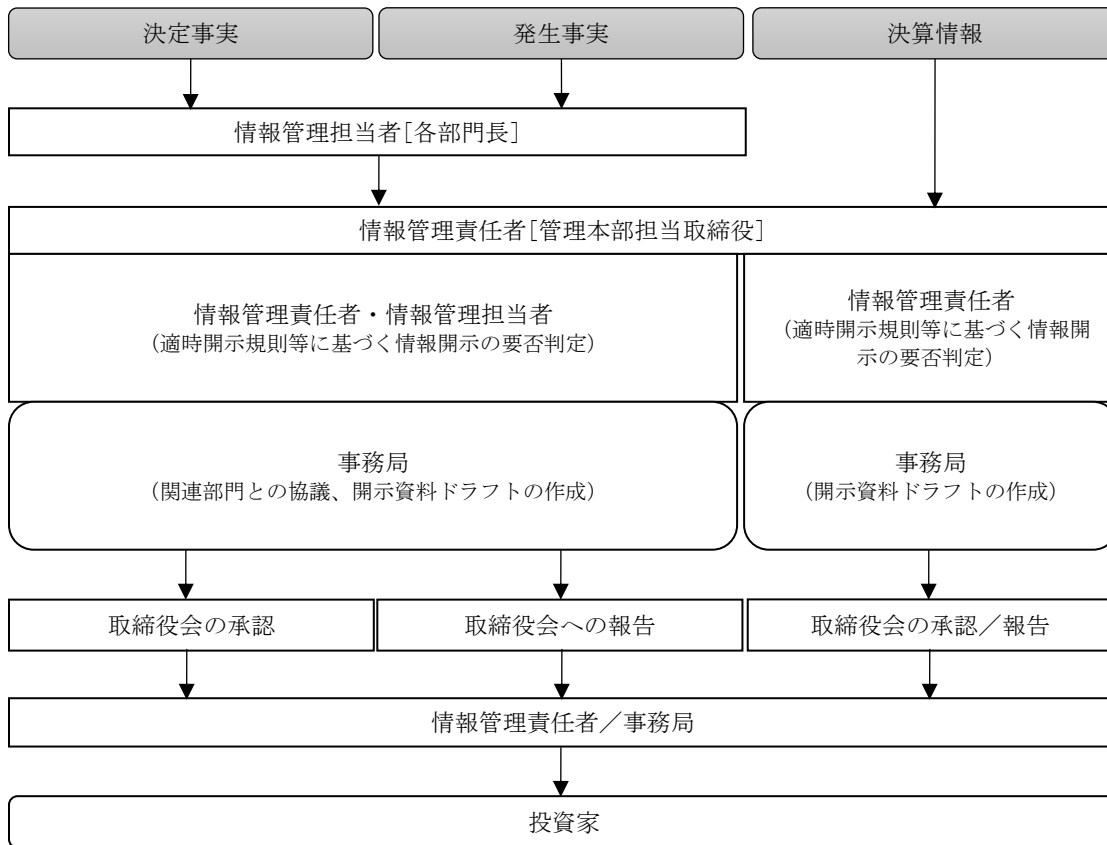 決定事実
発生事実
決算情報
情報管理担当者[各部門長]
情報管理責任者[管理本部担当取締役]
情報管理責任者・情報管理担当者
（適時開示規則等に基づく情報開示の要否判定）
情報管理責任者
（適時開示規則等に基づく情報開
示の要否判定）
事務局
（関連部門との協議、開示資料ドラフトの作成）
事務局
（開示資料ドラフトの作成）
取締役会の承認
取締役会への報告
取締役会の承認／報告
情報管理責任者／事務局
投資家